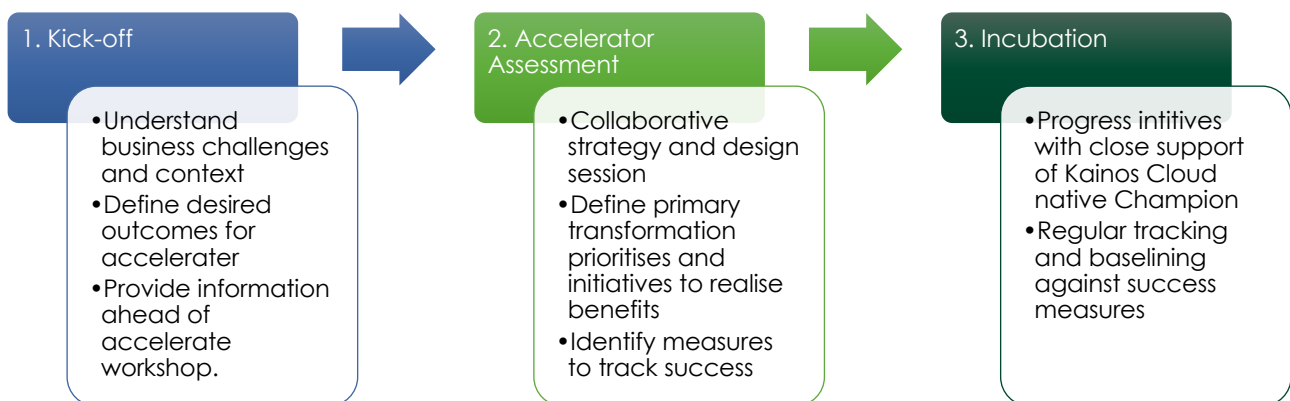 1. Kick-off
•Understand
business challenges
and context
•Define desired
outcomes for
accelerater
•Provide information
ahead of
accelerate
workshop.
2. Accelerator
Assessment
•Collaborative
strategy and design
session
•Define primary
transformation
prioritises and
initiatives to realise
benefits
•Identify measures
to track success
3. Incubation
•Progress intitives
with close support
of Kainos Cloud
native Champion
•Regular tracking
and baselining
against success
measures